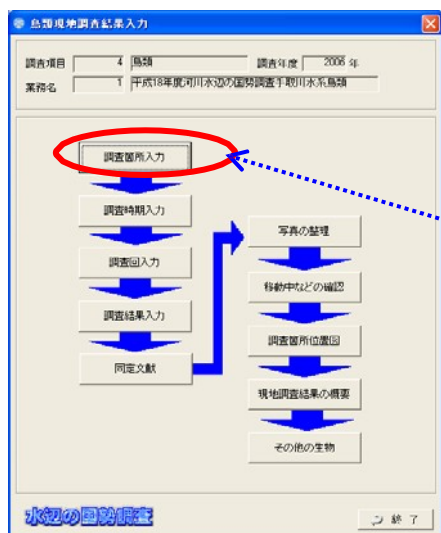 鳥類現地調査結果入力
調査項目 4 鳥類 調査年度 2006 年
業務名 1 平成18年度河川水辺の国勢調査手取川水系鳥類
調査箇所入力
調査時期入力
調査回入力
調査結果入力
同定文献
写真の整理
移動中などの確認
調査箇所位置図
現地調査結果の概要
その他の生物
水辺の国勢調査
終 了